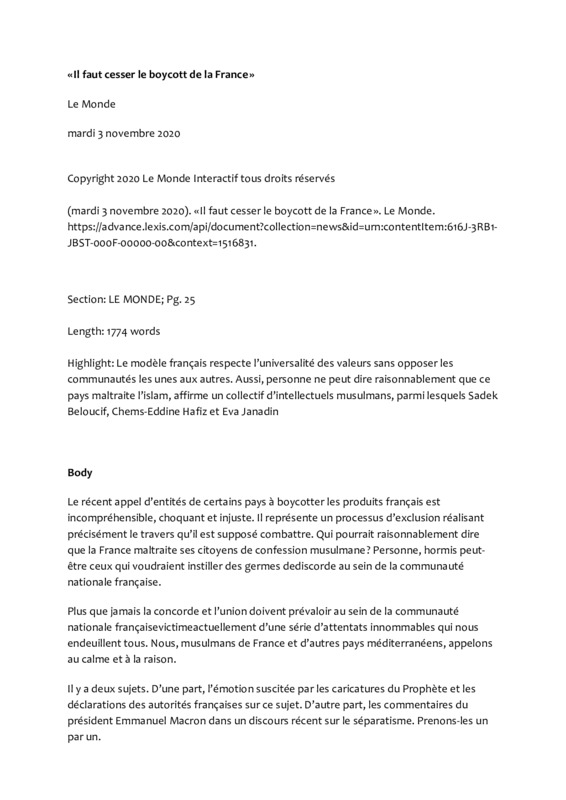 «Il faut cesser le boycott de la France»
Le Monde
mardi 3 novembre 2020
Copyright 2020 Le Monde Interactif tous droits réservés
(mardi 3 novembre 2020). «Il faut cesser le boycott de la France». Le Monde.
https://advance.lexis.com/api/document?collection=news&id=urn:contentItem:616J-3RB1-
JBST-000F-00000-00&context=1516831.
Section: LE MONDE; Pg. 25
Length: 1774 words
Highlight: Le modèle français respecte l'universalité des valeurs sans opposer les
communautés les unes aux autres. Aussi, personne ne peut dire raisonnablement que ce
pays maltraite l'islam, affirme un collectif d'intellectuels musulmans, parmi lesquels Sadek
Beloucif, Chems-Eddine Hafiz et Eva Janadin
Body
Le récent appel d'entités de certains pays à boycotter les produits français est
incompréhensible, choquant et injuste. Il représente un processus d'exclusion réalisant
précisément le travers qu'il est supposé combattre. Qui pourrait raisonnablement dire
que la France maltraite ses citoyens de confession musulmane? Personne, hormis peut-
être ceux qui voudraient instiller des germes dediscorde au sein de la communauté
nationale française.
Plus que jamais la concorde et l'union doivent prévaloir au sein de la communauté
nationale françaisevictimeactuellement d'une série d'attentats innommables qui nous
endeuillent tous. Nous, musulmans de France et d'autres pays méditerranéens, appelons
au calme et à la raison.
Il y a deux sujets. D'une part, l'émotion suscitée par les caricatures du Prophète et les
déclarations des autorités françaises sur ce sujet. D'autre part, les commentaires du
président Emmanuel Macron dans un discours récent sur le séparatisme. Prenons-les un
par un.